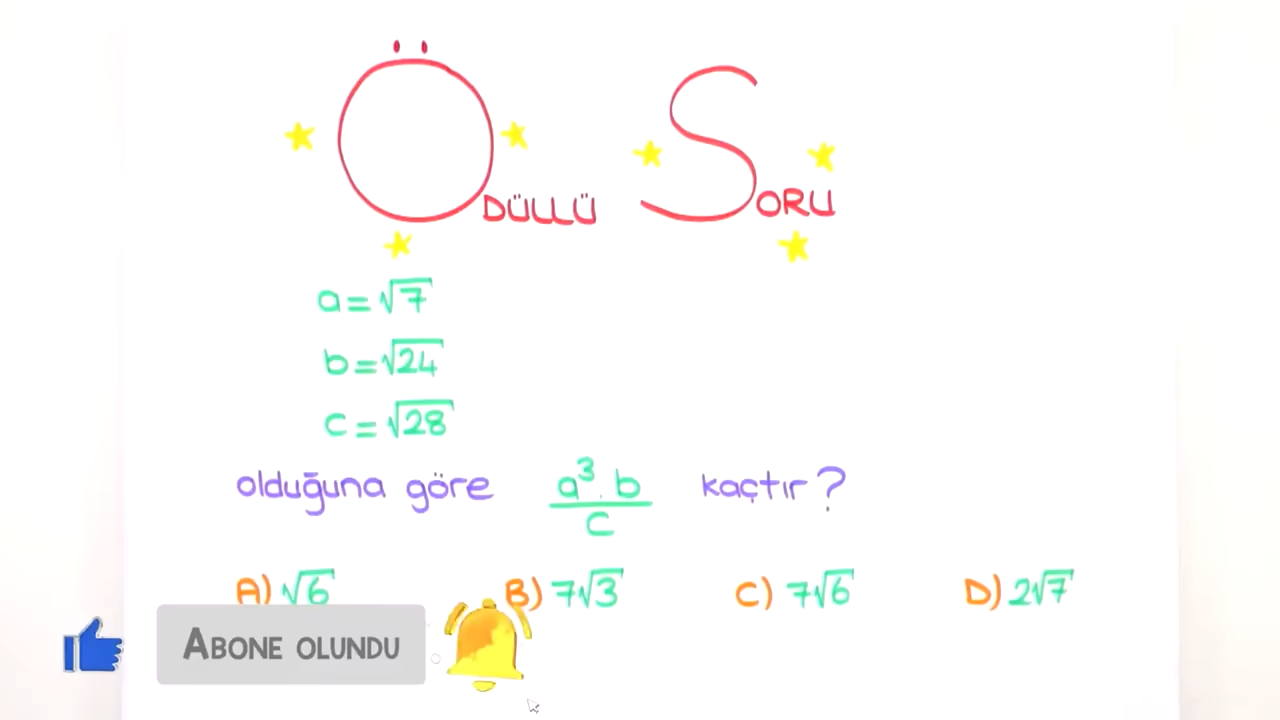 ÖDÜLLÜ SORU
a = √7
b = √24
c = √28
olduğuna göre a³ . b / c kaçtır ?
A) √6 B) 7√3 C) 7√6 D) 2√7
ABONE OLUNDU